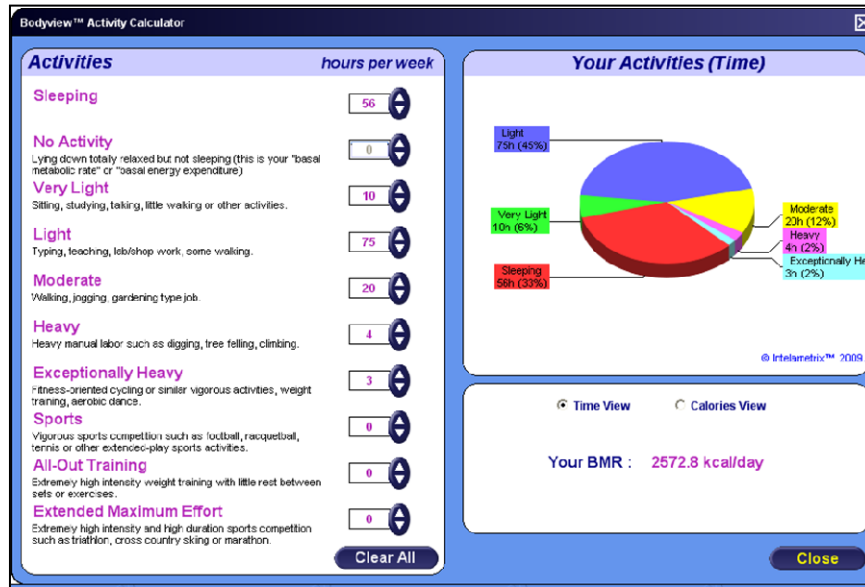 Bodyview™ Activity Calculator
Activities hours per week
Sleeping
56
No Activity
0
Lying down totally relaxed but not sleeping (this is your "basal
metabolic rate" or "basal energy expenditure)
Very Light
10
Sitting, studying, taking, little walking or other activities.
Light
75
Typing, teaching, lab/shop work, some walking.
Moderate
20
Walking, jogging, gardening type job.
Heavy
4
Heavy manual labor such as digging, tree felling, climbing.
Exceptionally Heavy
3
Fitness-oriented cycling or similar vigorous activities, weight
training, aerobic dance.
Sports
0
Vigorous sports competition such as football, racquetball,
tennis or other extended-play sports activities.
All-Out Training
0
Extremely high intensity weight training with little rest between
sets or exercises.
Extended Maximum Effort
0
Extremely high intensity and high duration sports competition
such as triathlon, cross country skiing or marathon.
Clear All
Your Activities (Time)
Light
75h (45%)
Very Light
10h (6%)
Sleeping
56h (33%)
Moderate
20h (12%)
Heavy
4h (2%)
Exceptionally He
3h (2%)
© Intelametrix™ 2009
Time View Calories View
Your BMR : 2572.8 kcal/day
Close